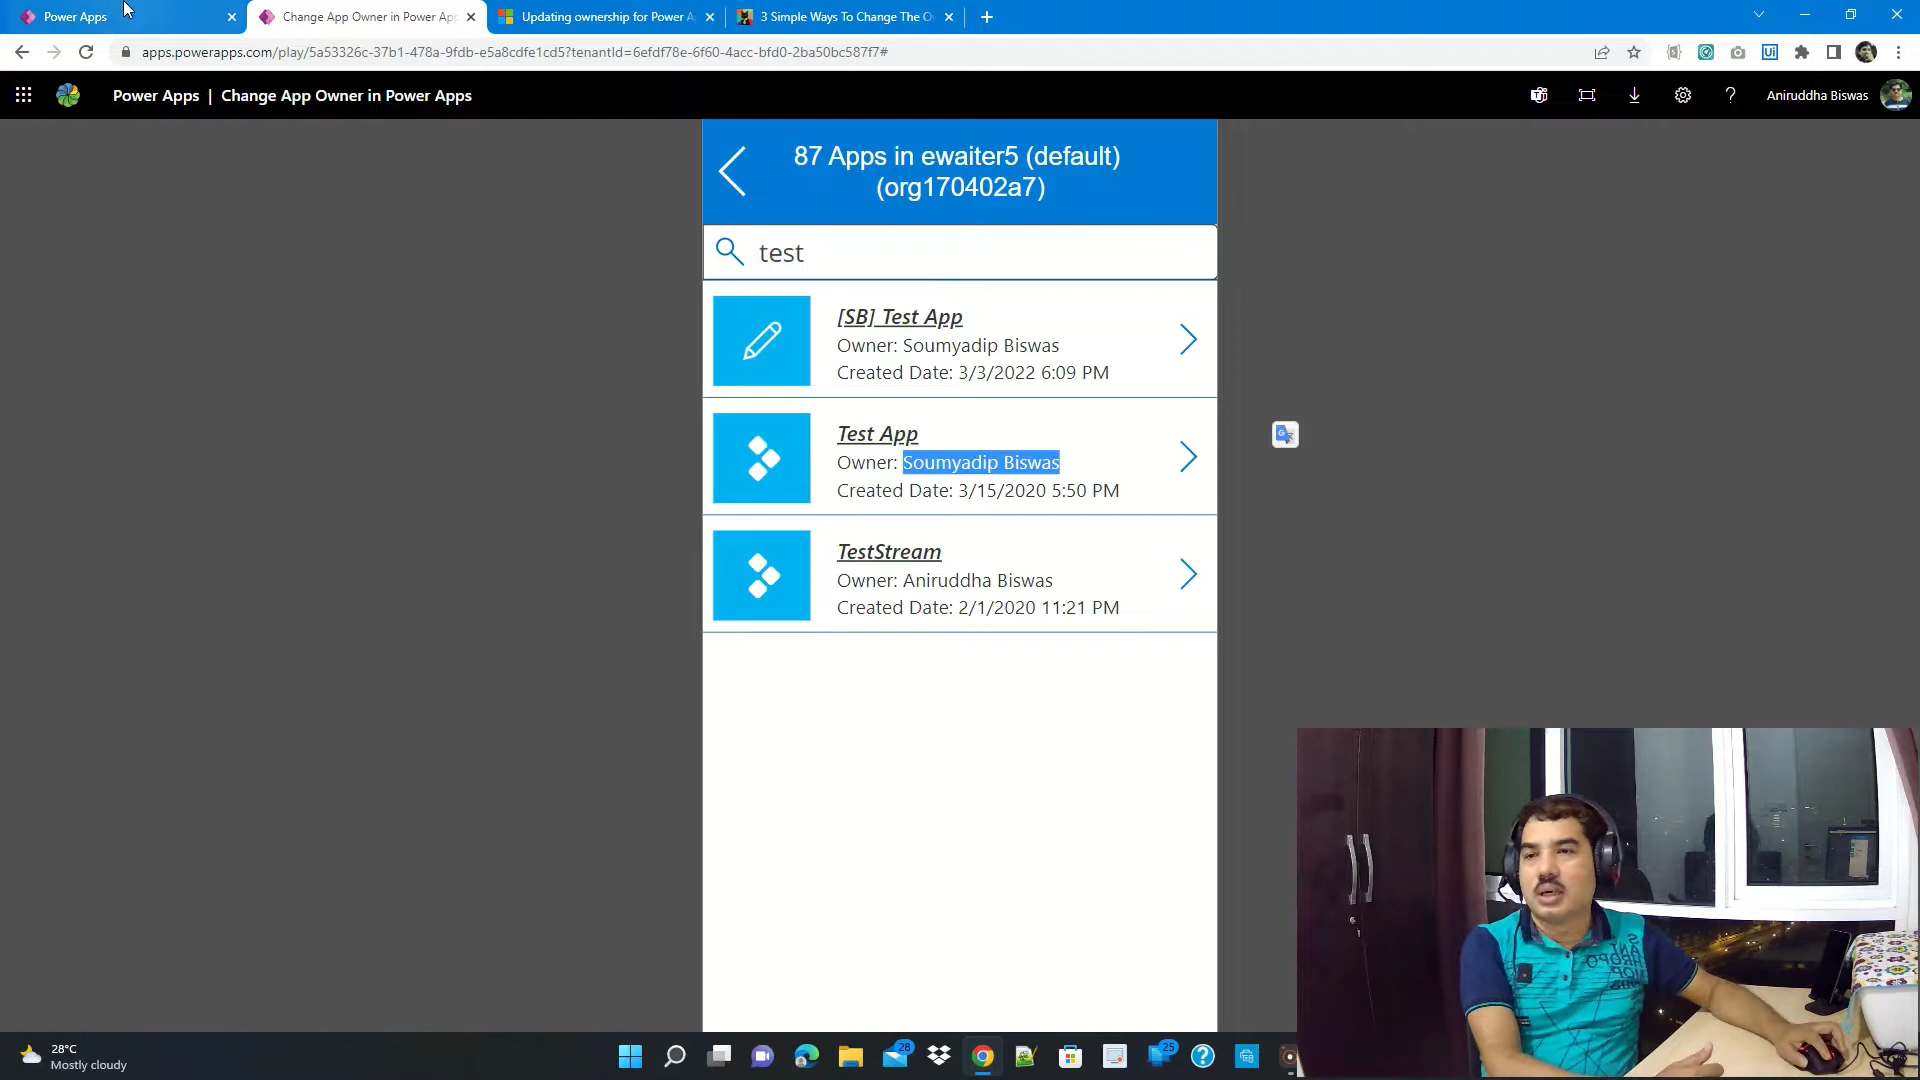 Power Apps
Change App Owner in Power App
Updating ownership for Power A
3 Simple Ways To Change The O
apps.powerapps.com/play/5a53326c-37b1-478a-9fdb-e5a8cdfe1cd5?tenantId=6efdf78e-6f60-4acc-bfd0-2ba50bc587f7#
Power Apps | Change App Owner in Power Apps
Aniruddha Biswas
87 Apps in ewaiter5 (default)
(org170402a7)
test
[SB] Test App
Owner: Soumyadip Biswas
Created Date: 3/3/2022 6:09 PM
Test App
Owner: Soumyadip Biswas
Created Date: 3/15/2020 5:50 PM
TestStream
Owner: Aniruddha Biswas
Created Date: 2/1/2020 11:21 PM
28°C
Mostly cloudy
28
25